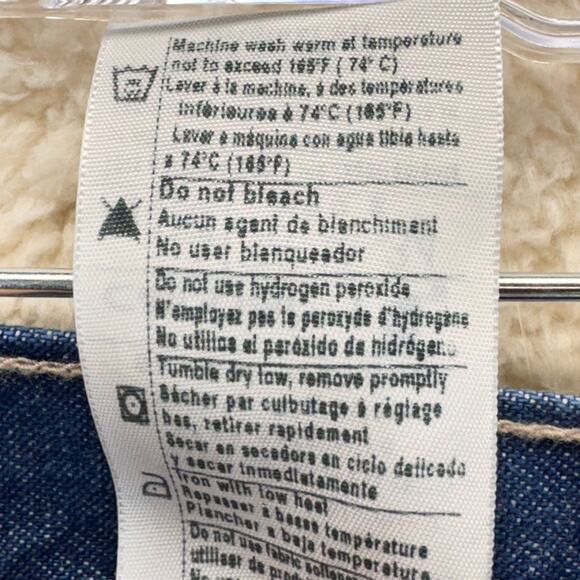 Machine wash warm at temperature
not to exceed 165°F (74°C)
Laver à la machine, à des températures
inférieures à 74°C (165°F)
Lavar a máquina con agua tibia hasta
a 74°C (165°F)
Do not bleach
Aucun agent de blanchiment
No usar blanqueador
Do not use hydrogen peroxide
N'employez pas le peroxyde d'hydrogène
No utilice el peróxido de hidrógeno
Tumble dry low, remove promptly
Sécher par culbutage à réglage
bas, retirer rapidement
Secar en secadora en ciclo delicado
y secar inmediatamente
Iron with low heat
Repasser à basse température
Planchar a baja temperatura
Do not use fabric softener
utiliser de
No